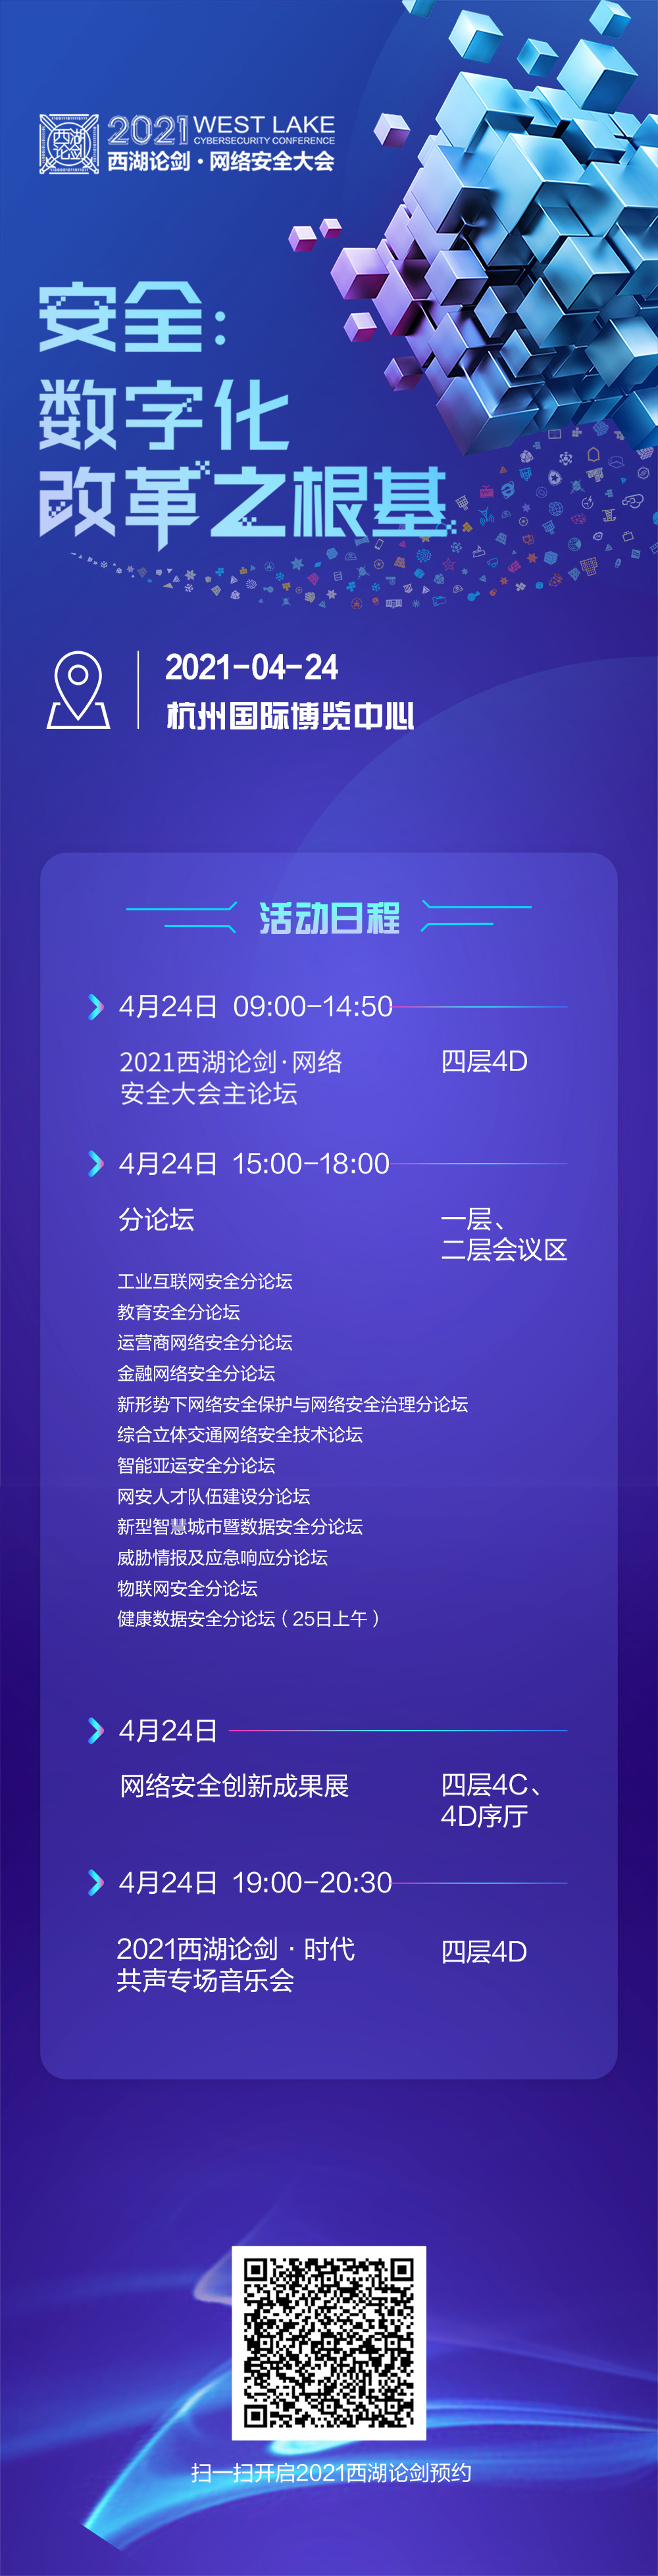 2021 WEST LAKE
CYBERSECURITY CONFERENCE
西湖论剑·网络安全大会
西湖
论剑
安全:
数字化
改革之根基
2021-04-24
杭州国际博览中心
活动日程
4月24日 09:00-14:50
2021西湖论剑·网络
安全大会主论坛
四层4D
4月24日 15:00-18:00
分论坛
一层、
二层会议区
工业互联网安全分论坛
教育安全分论坛
运营商网络安全分论坛
金融网络安全分论坛
新形势下网络安全保护与网络安全治理分论坛
综合立体交通网络安全技术论坛
智能亚运安全分论坛
网安人才队伍建设分论坛
新型智慧城市暨数据安全分论坛
威胁情报及应急响应分论坛
物联网安全分论坛
健康数据安全分论坛（25日上午）
4月24日
网络安全创新成果展
四层4C、
4D序厅
4月24日 19:00-20:30
2021西湖论剑·时代
共声专场音乐会
四层4D
扫一扫开启2021西湖论剑预约